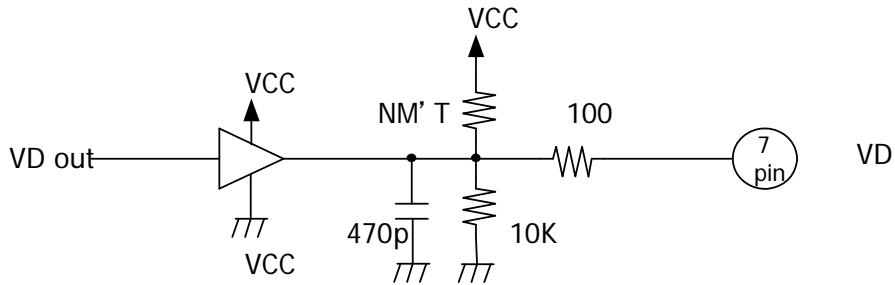 VCC
VCC
NM' T
100
VD out
7
pin
VD
470p
10K
VCC